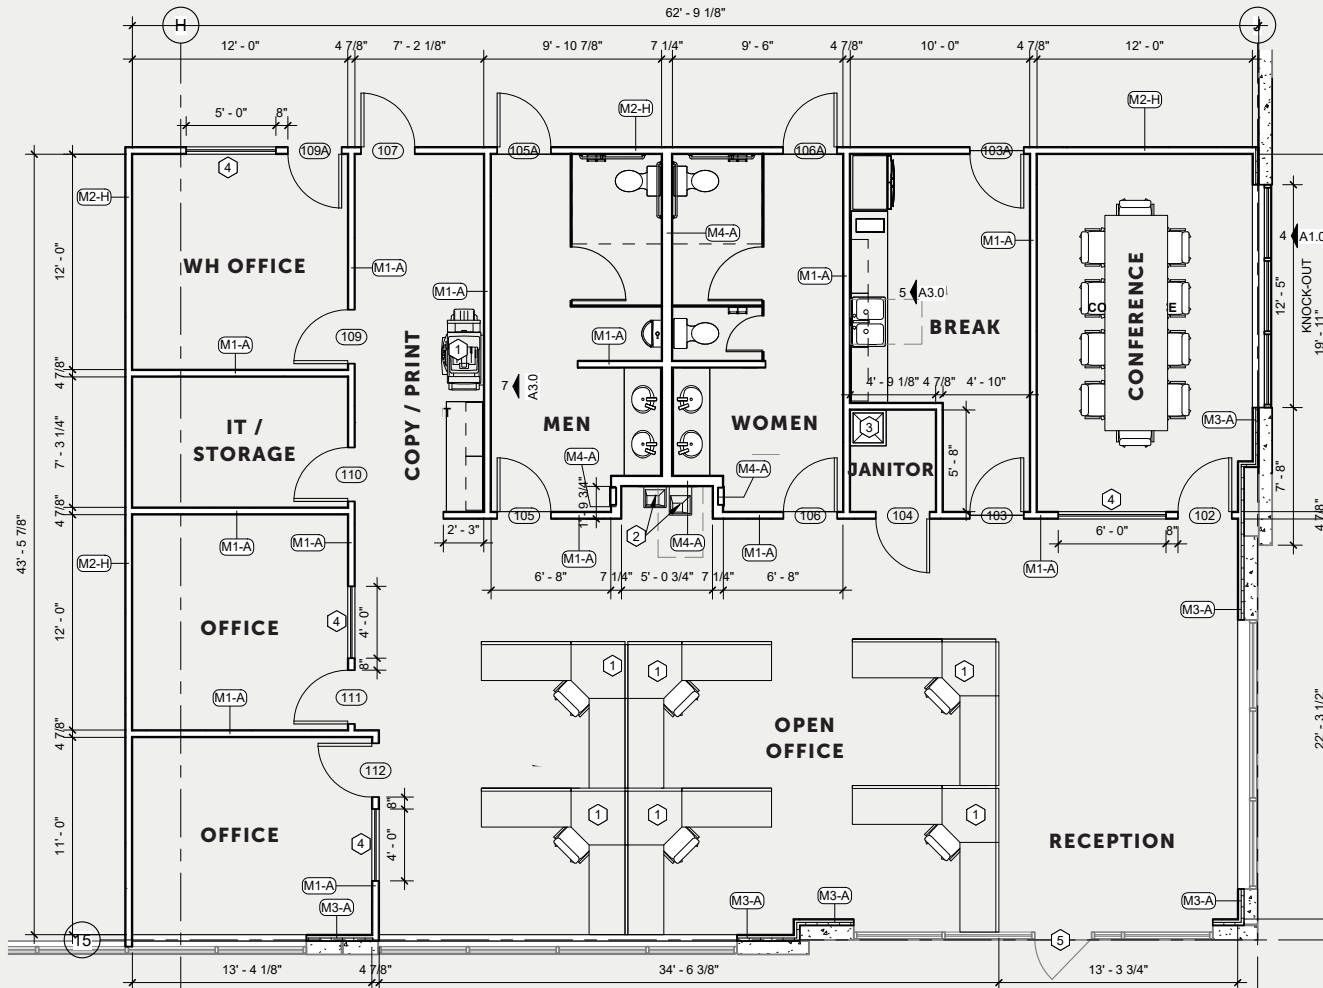 62' - 9 1/8"
H
J
12' - 0"
4 7/8"
7' - 2 1/8"
9' - 10 7/8"
7 1/4"
9' - 6"
4 7/8"
10' - 0"
4 7/8"
12' - 0"
5' - 0"
8"
M2-H
M2-H
109A
107
105A
106A
103A
4
M2-H
M4-A
4
A1.0
M1-A
12' - 0"
WH OFFICE
M1-A
M1-A
M1-A
5
A3.0
12' - 5"
KNOCK-OUT
19' - 11"
CONFERENCE
BREAK
109
1
M1-A
M1-A
4 7/8"
7
A3.0
4' - 9 1/8"
4 7/8"
4' - 10"
COPY / PRINT
7' - 3 1/4"
IT /
STORAGE
MEN
WOMEN
3
M3-A
M4-A
M4-A
JANITOR
5' - 8"
7' - 8"
110
1' - 9 3/4"
4
4 7/8"
105
106
104
103
102
4 7/8"
2' - 3"
2
6' - 0"
8"
43' - 5 7/8"
M1-A
M1-A
M4-A
M1-A
M1-A
M1-A
M2-H
6' - 8"
7 1/4"
5' - 0 3/4"
7 1/4"
6' - 8"
M3-A
12' - 0"
OFFICE
4
4' - 0"
8"
1
1
1
M1-A
111
22' - 3 1/2"
OPEN
OFFICE
4 7/8"
112
8"
1
1
1
11' - 0"
OFFICE
4
4' - 0"
RECEPTION
M1-A
M3-A
M3-A
M3-A
M3-A
15
5
13' - 4 1/8"
4 7/8"
34' - 6 3/8"
13' - 3 3/4"